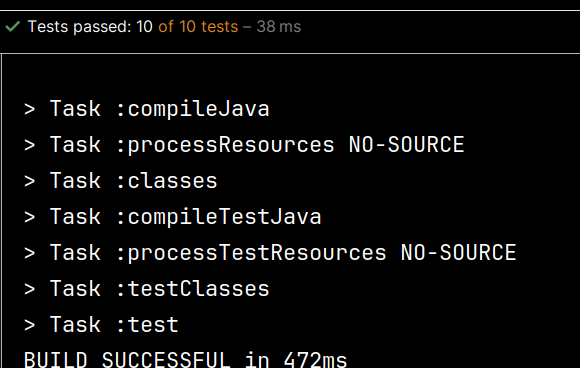 Tests passed: 10 of 10 tests – 38 ms
> Task :compileJava
> Task :processResources NO-SOURCE
> Task :classes
> Task :compileTestJava
> Task :processTestResources NO-SOURCE
> Task :testClasses
> Task :test
BUILD SUCCESSFUL in 472ms